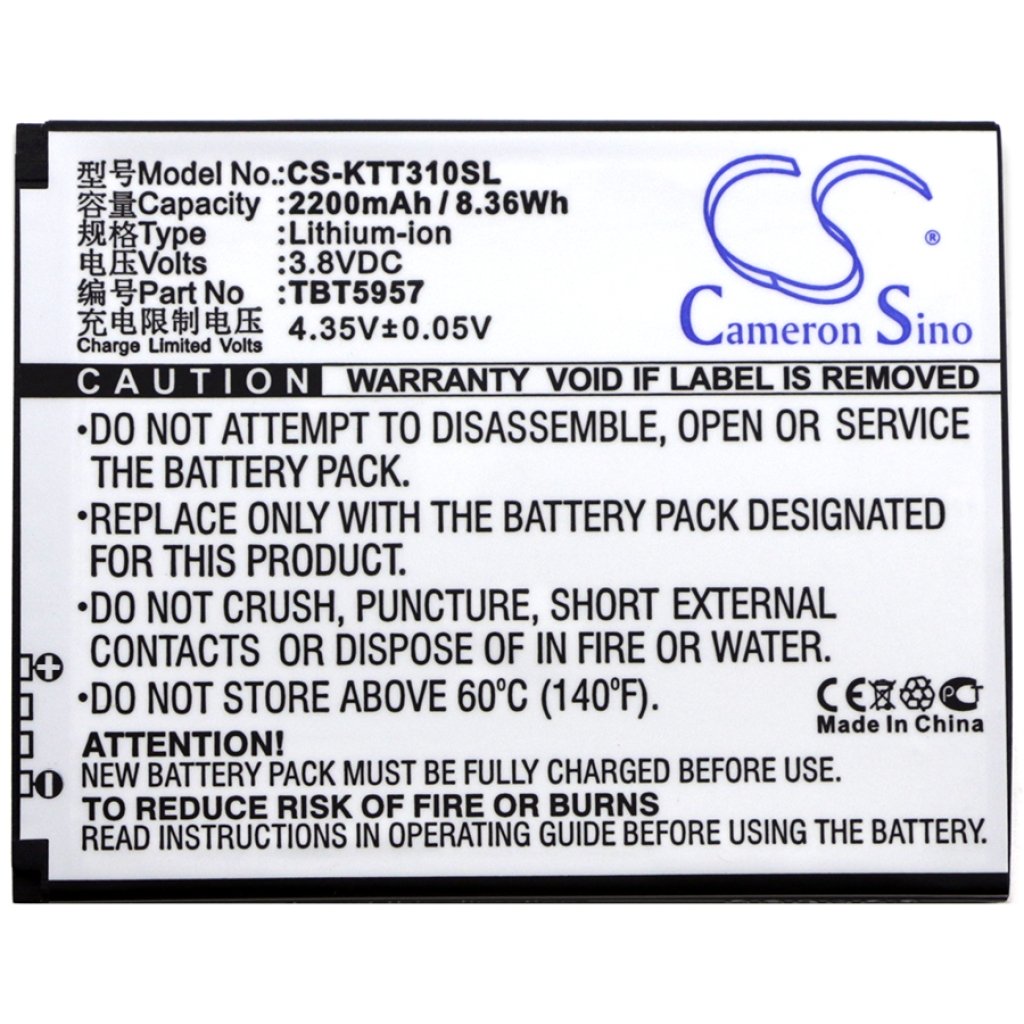 型号Model No.:CS-KTT310SL
容量Capacity :2200mAh / 8.36Wh
规格Type :Lithium-ion
电压Volts :3.8VDC
编号Part No :TBT5957
充电限制电压 4.35V±0.05V
Charge Limited Volts
CS ®
Cameron Sino
CAUTION WARRANTY VOID IF LABEL IS REMOVED
•DO NOT ATTEMPT TO DISASSEMBLE, OPEN OR SERVICE
THE BATTERY PACK.
•REPLACE ONLY WITH THE BATTERY PACK DESIGNATED
FOR THIS PRODUCT.
•DO NOT CRUSH, PUNCTURE, SHORT EXTERNAL
CONTACTS OR DISPOSE OF IN FIRE OR WATER.
•DO NOT STORE ABOVE 60°C (140°F).
CE PCT
Made In China
+
-
ATTENTION!
NEW BATTERY PACK MUST BE FULLY CHARGED BEFORE USE.
TO REDUCE RISK OF FIRE OR BURNS
READ INSTRUCTIONS IN OPERATING GUIDE BEFORE USING THE BATTERY.